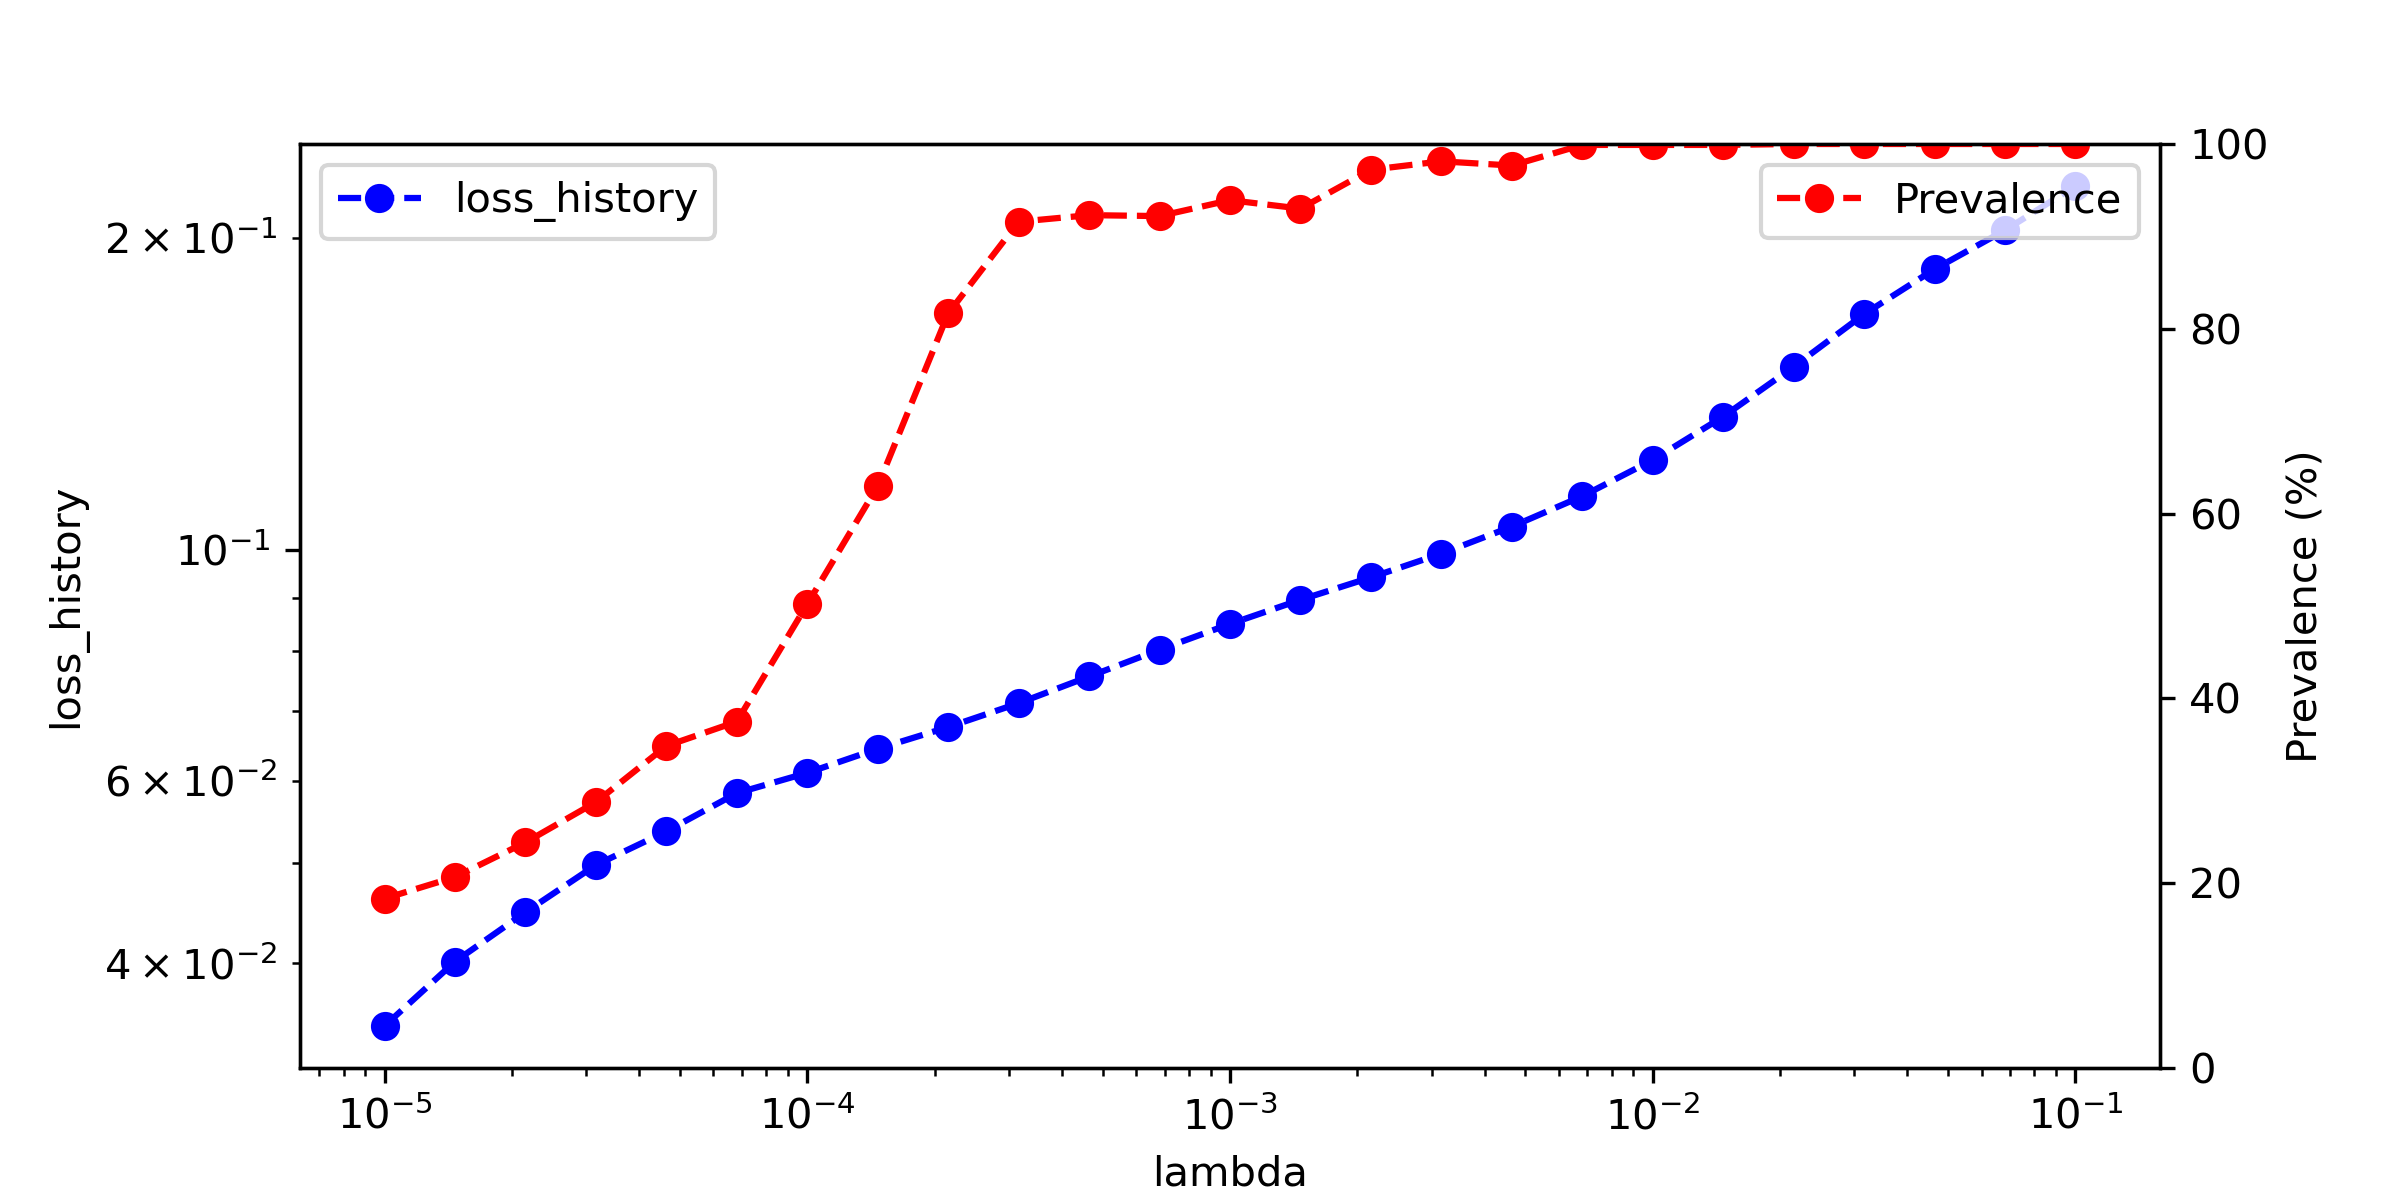 loss_history
Prevalence
2 × 10⁻¹
10⁻¹
6 × 10⁻²
4 × 10⁻²
loss_history
100
80
60
40
20
0
Prevalence (%)
10⁻⁵ 10⁻⁴ 10⁻³ 10⁻² 10⁻¹
lambda